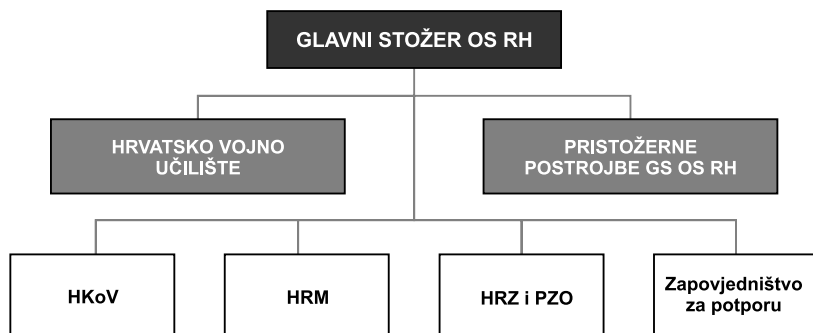 GLAVNI STOŽER OS RH
HRVATSKO VOJNO
UČILIŠTE
PRISTOŽERNE
POSTROJBE GS OS RH
HKoV
HRM
HRZ i PZO
Zapovjedništvo
za potporu